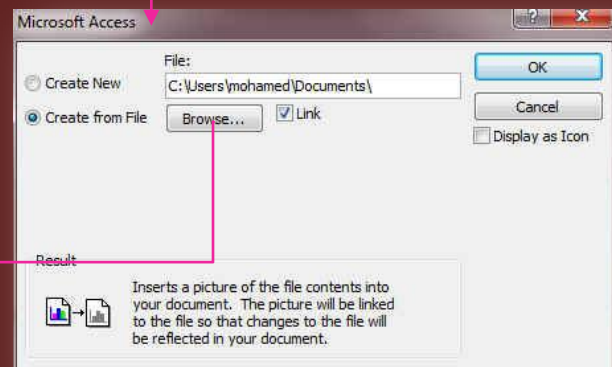 Microsoft Access
File:
Create New
C:\Users\mohamed\Documents\
OK
Create from File
Browse...
Link
Cancel
Display as Icon
Result
Inserts a picture of the file contents into
your document. The picture will be linked
to the file so that changes to the file will
be reflected in your document.